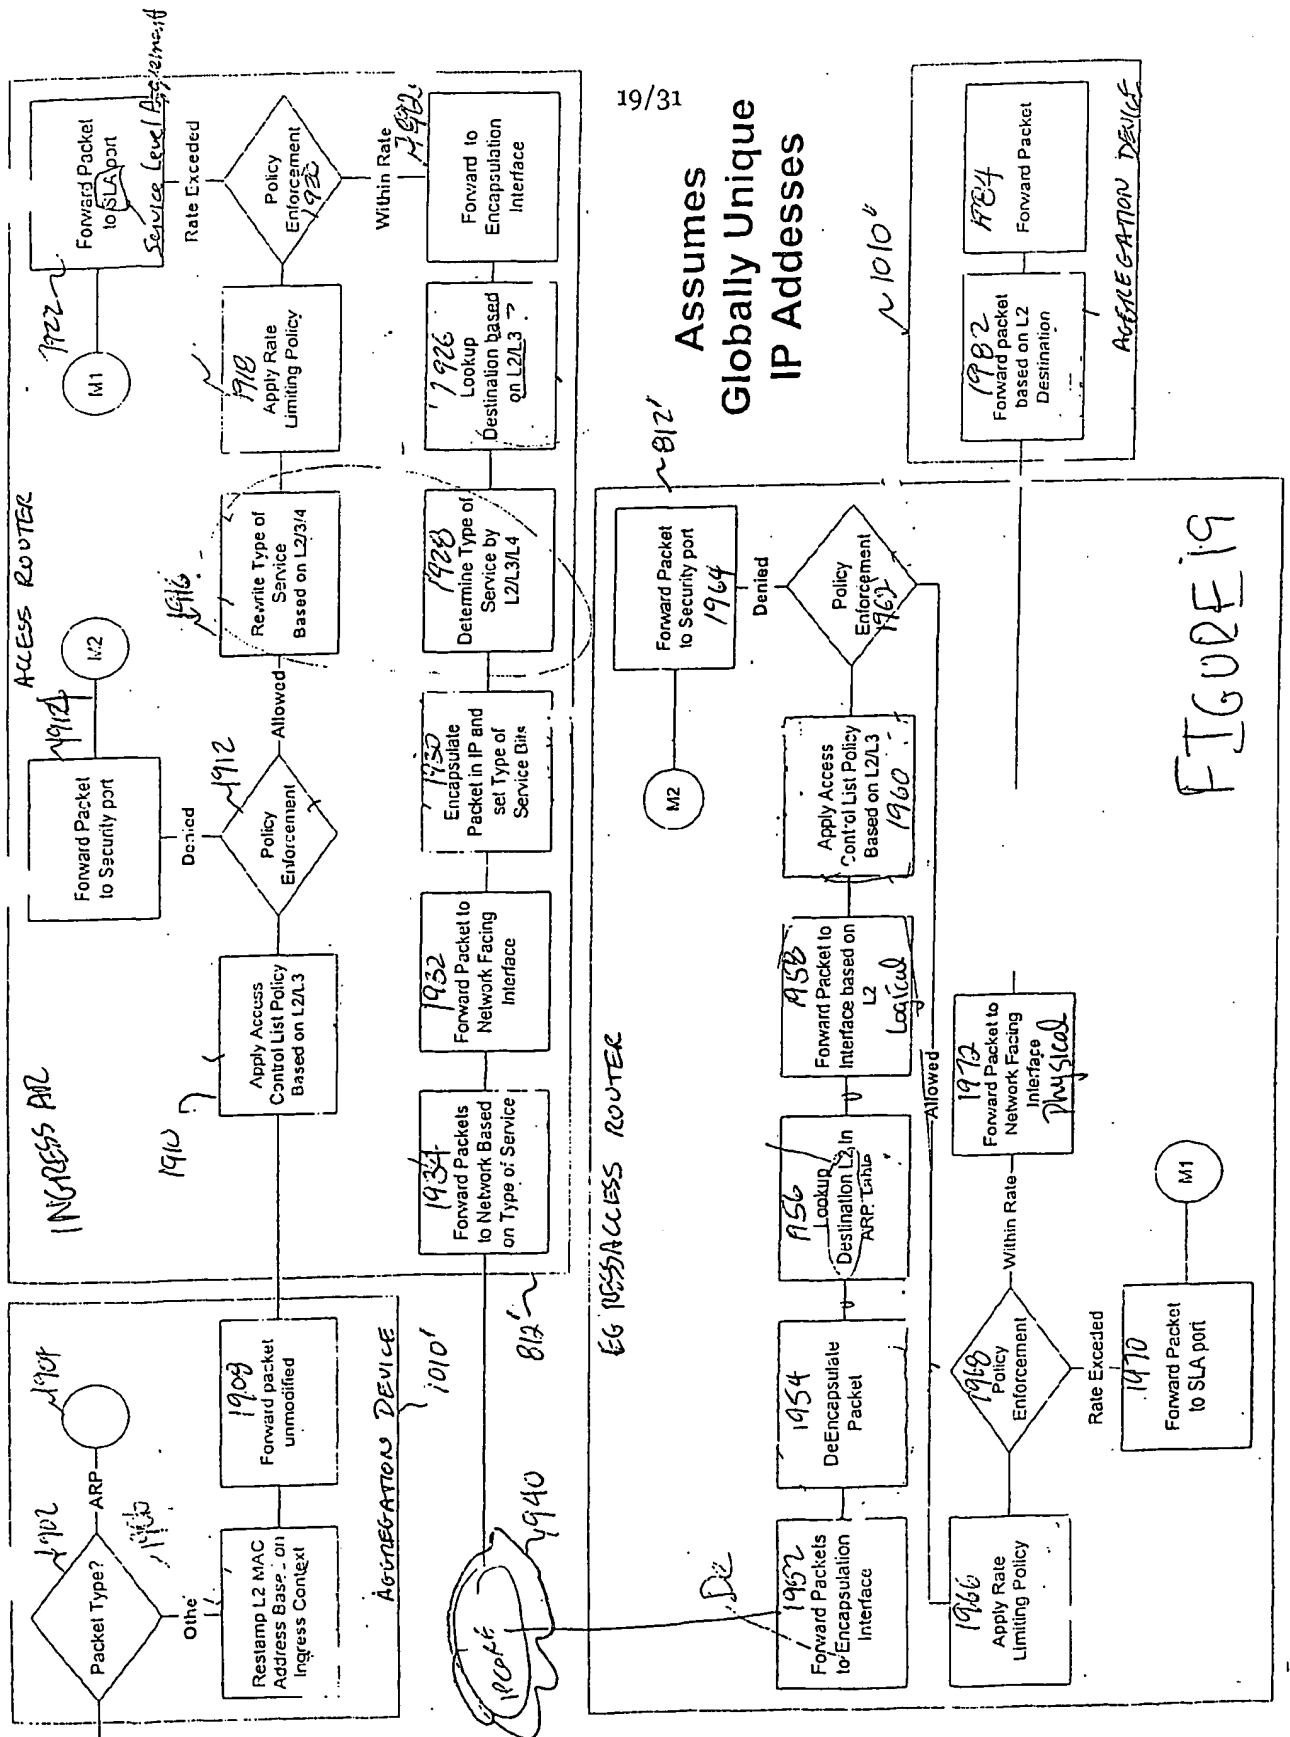 19/31
Assumes
Globally Unique
IP Addesses
FIGURE 19
1902
Packet Type?
ARP
1904
Othe
Restamp L2 MAC
Address Base
on
Ingress Context
1908
Forward packet
unmodified
AGGREGATION DEVICE
1010'
INGRESS AR
ACCESS ROUTER
1910
Apply Access
Control List Policy
Based on L2/L3
1912
Policy
Enforcement
Denied
Forward Packet
to Security port
M2
Allowed
1916
Rewrite Type of
Service
Based on L2/3/4
1918
Apply Rate
Limiting Policy
Policy
Enforcement
1920
Rate Exceded
Forward Packet
to SLA port
Service Level Agreement
1922
M1
Within Rate
Forward to
Encapsulation
Interface
1926
Lookup
Destination based
on L2/L3
1928
Determine Type of
Service by
L2/L3/L4
1930
Encapsulate
Packet in IP and
set Type of
Service Bits
1932
Forward Packet to
Network Facing
Interface
1934
Forward Packets
to Network Based
on Type of Service
812'
IP CORE
1940
EGRESS ACCESS ROUTER
812'
De
1952
Forward Packets
to Encapsulation
Interface
1954
DeEncapsulate
Packet
1956
Lookup
Destination L2 In
ARP Table
1958
Forward Packet to
Interface based on
L2
Logical
Apply Access
Control List Policy
Based on L2/L3
1960
Policy
Enforcement
1962
Denied
Forward Packet
to Security port
1964
M2
Allowed
1966
Apply Rate
Limiting Policy
1968
Policy
Enforcement
Rate Exceeded
1970
Forward Packet
to SLA port
M1
Within Rate
1972
Forward Packet to
Network Facing
Interface
Physical
1010"
1982
Forward packet
based on L2
Destination
1984
Forward Packet
AGGREGATION DEVICE